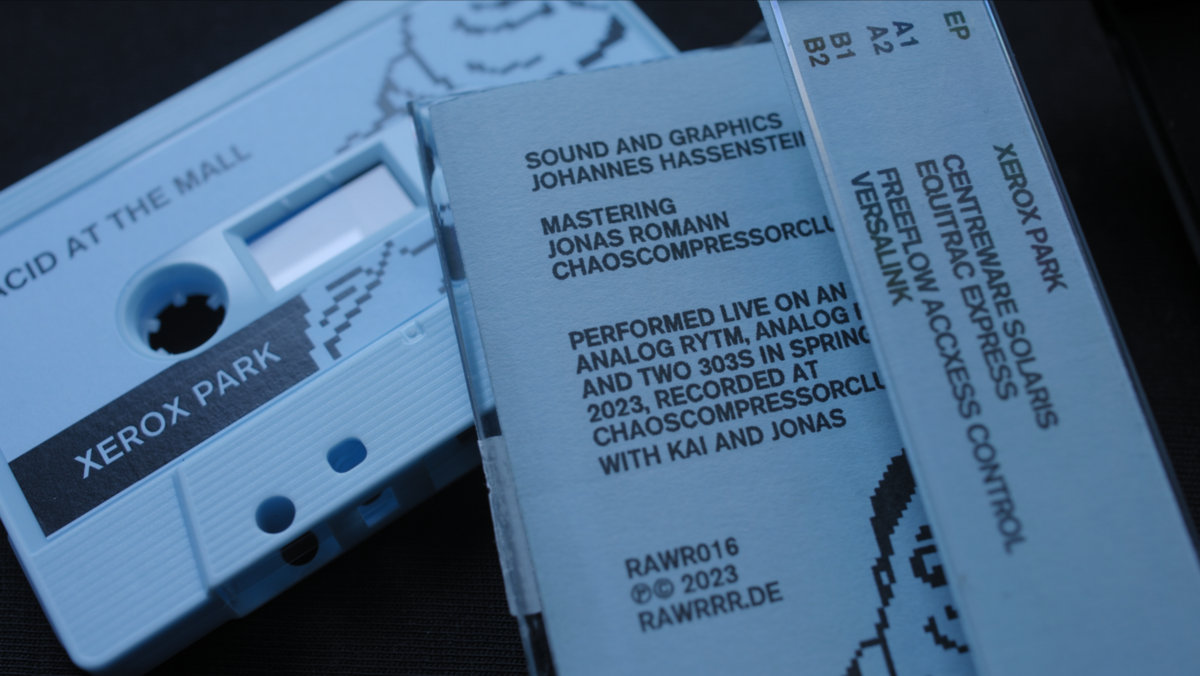 ACID AT THE MALL
XEROX PARK
SOUND AND GRAPHICS
JOHANNES HASSENSTEIN
MASTERING
JONAS ROMANN
CHAOSCOMPRESSORCLU
PERFORMED LIVE ON AN
ANALOG RYTM, ANALOG
AND TWO 303S IN SPRING
2023, RECORDED AT
CHAOSCOMPRESSORCLU
WITH KAI AND JONAS
RAWR016
℗© 2023
RAWRRR.DE
EP XEROX PARK
A1 CENTREWARE SOLARIS
A2 EQUITRAC EXPRESS
B1 FREEFLOW ACCXESS CONTROL
B2 VERSALINK